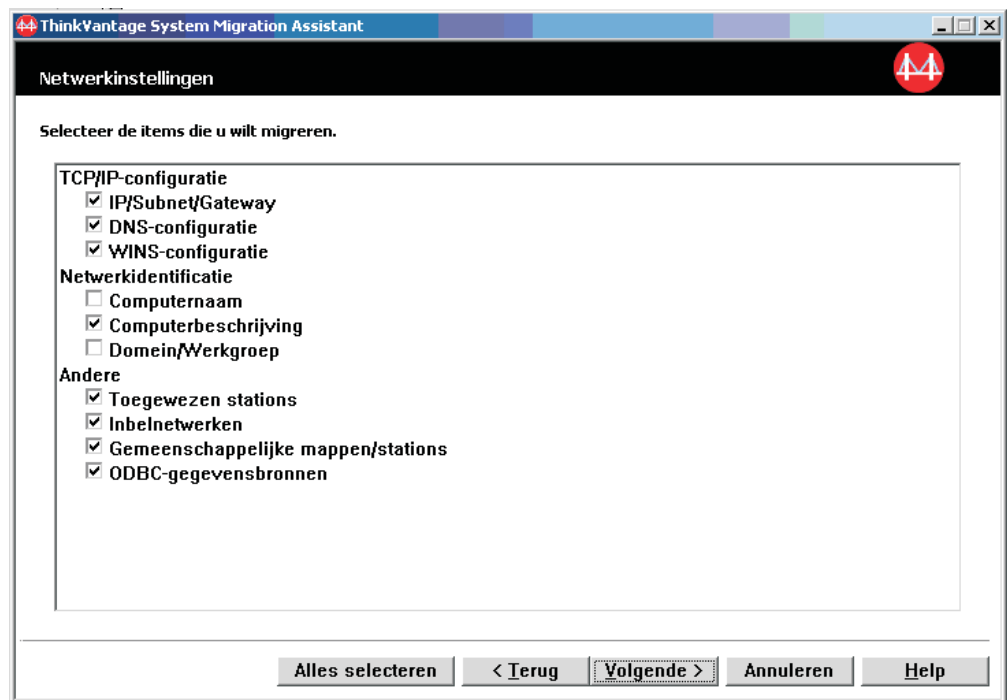 ThinkVantage System Migration Assistant
Netwerkinstellingen
Selecteer de items die u wilt migreren.
TCP/IP-configuratie
IP/Subnet/Gateway
DNS-configuratie
WINS-configuratie
Netwerkidentificatie
Computernaam
Computerbeschrijving
Domein/Werkgroep
Andere
Toegewezen stations
Inbelnetwerken
Gemeenschappelijke mappen/stations
ODBC-gegevensbronnen
Alles selecteren < Terug Volgende > Annuleren Help